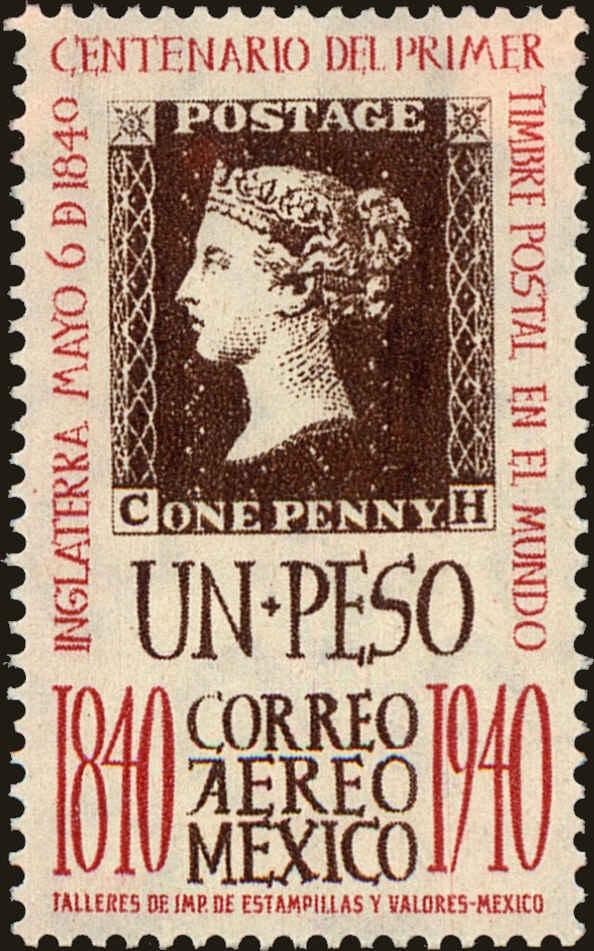 CENTENARIO DEL PRIMER
TIMBRE POSTAL EN EL MUNDO
INGLATERRA MAYO 6 D 1840
POSTAGE
C ONE PENNY. H
UN + PESO
1840 1940
CORREO
AEREO
MEXICO
TALLERES DE IMP. DE ESTAMPILLAS Y VALORES-MEXICO